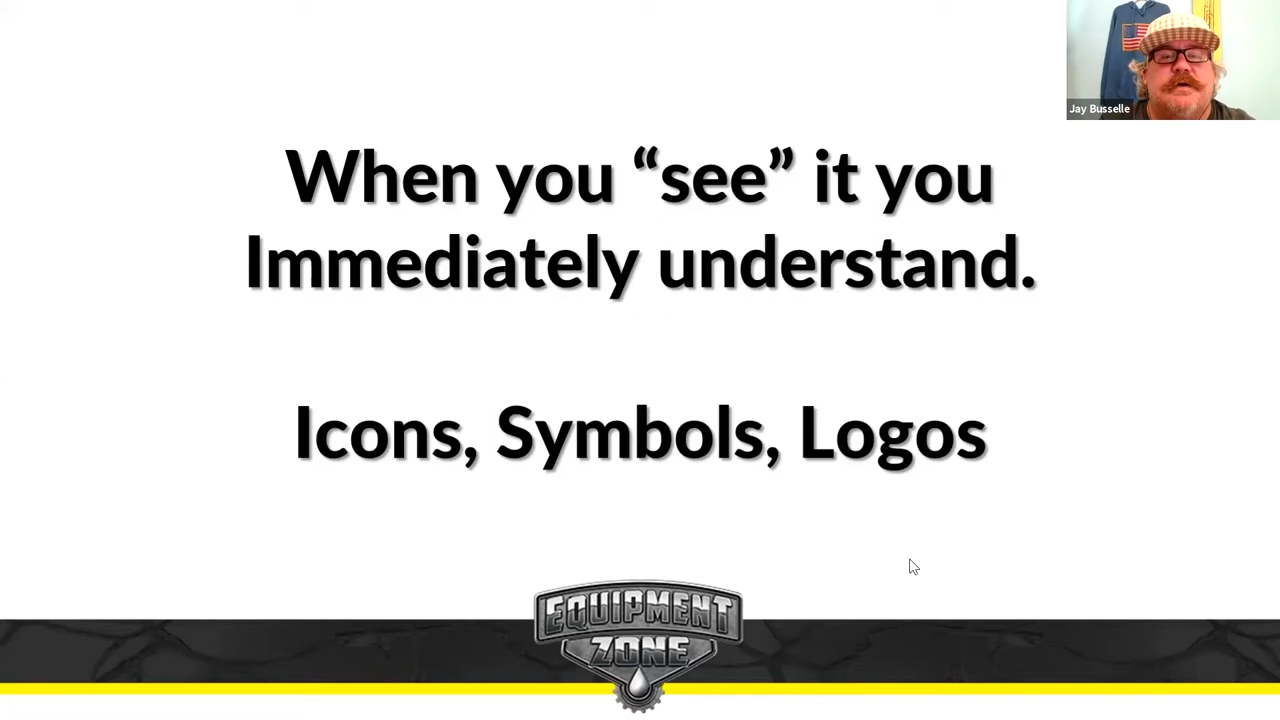 Jay Busselle
When you “see” it you
Immediately understand.
Icons, Symbols, Logos
EQUIPMENT
ZONE